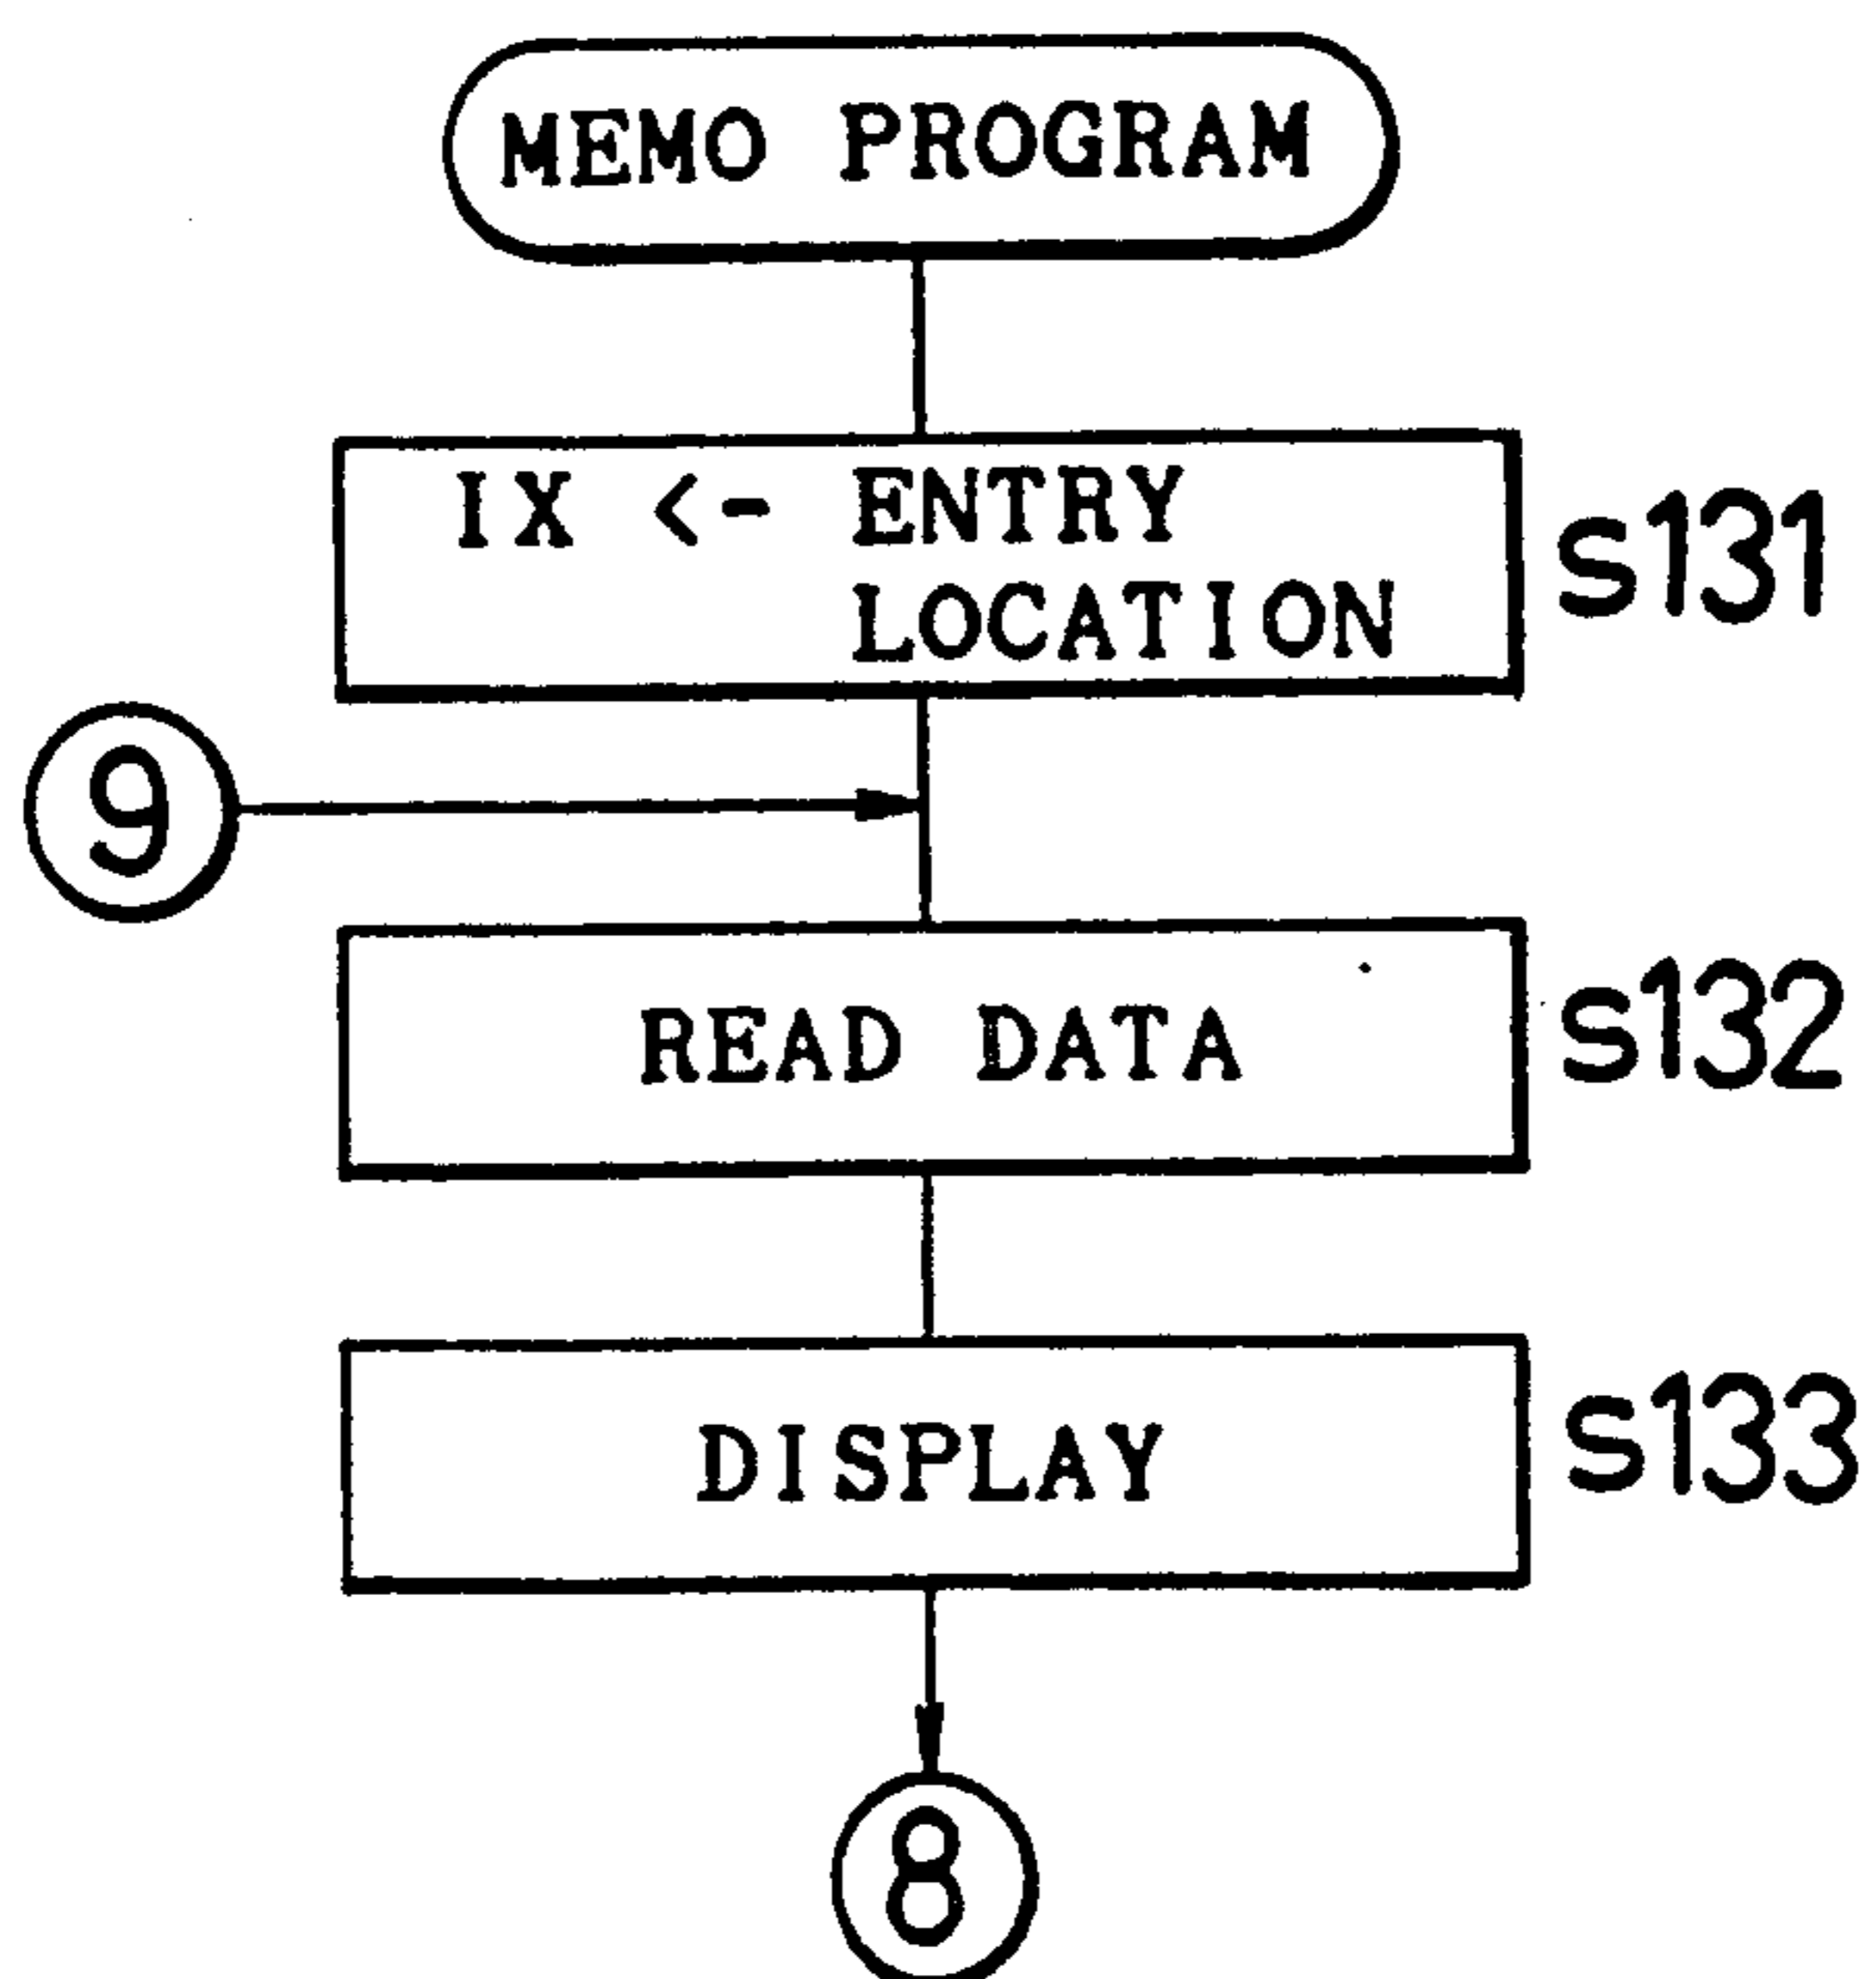 MEMO PROGRAM
IX <- ENTRY
LOCATION
s131
9
READ DATA
s132
DISPLAY
s133
8